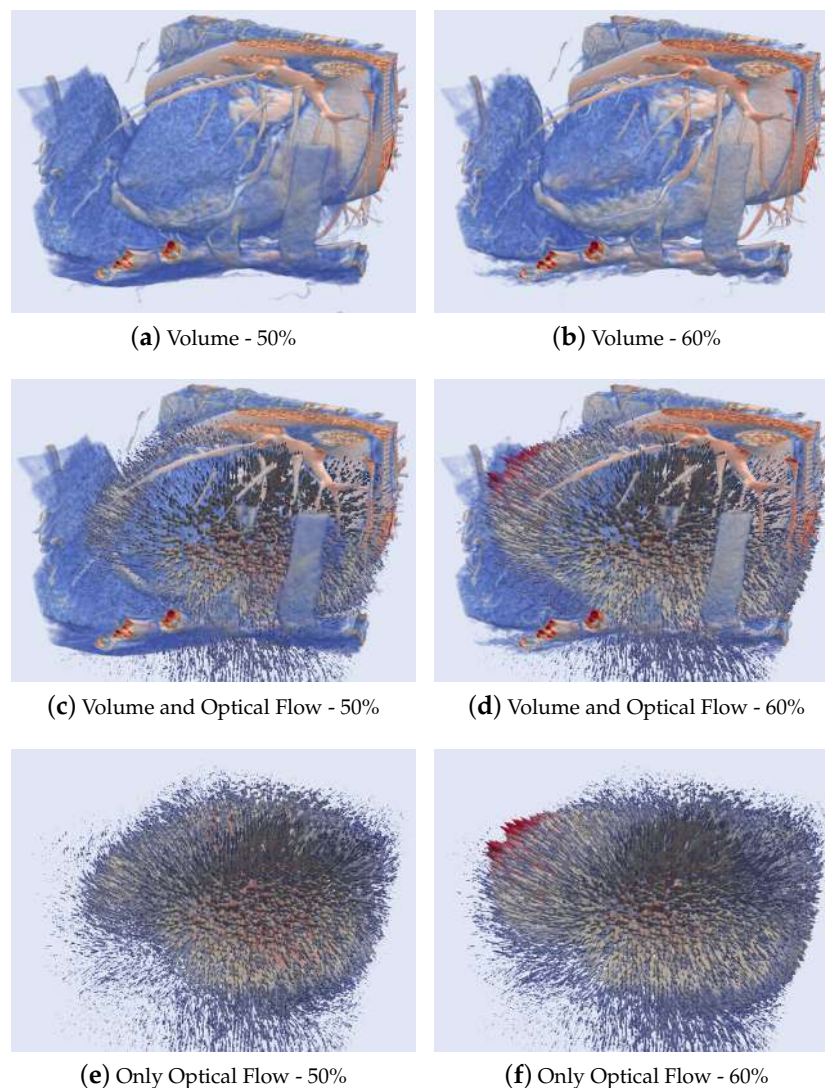 (a) Volume - 50%
(b) Volume - 60%
(c) Volume and Optical Flow - 50%
(d) Volume and Optical Flow - 60%
(e) Only Optical Flow - 50%
(f) Only Optical Flow - 60%